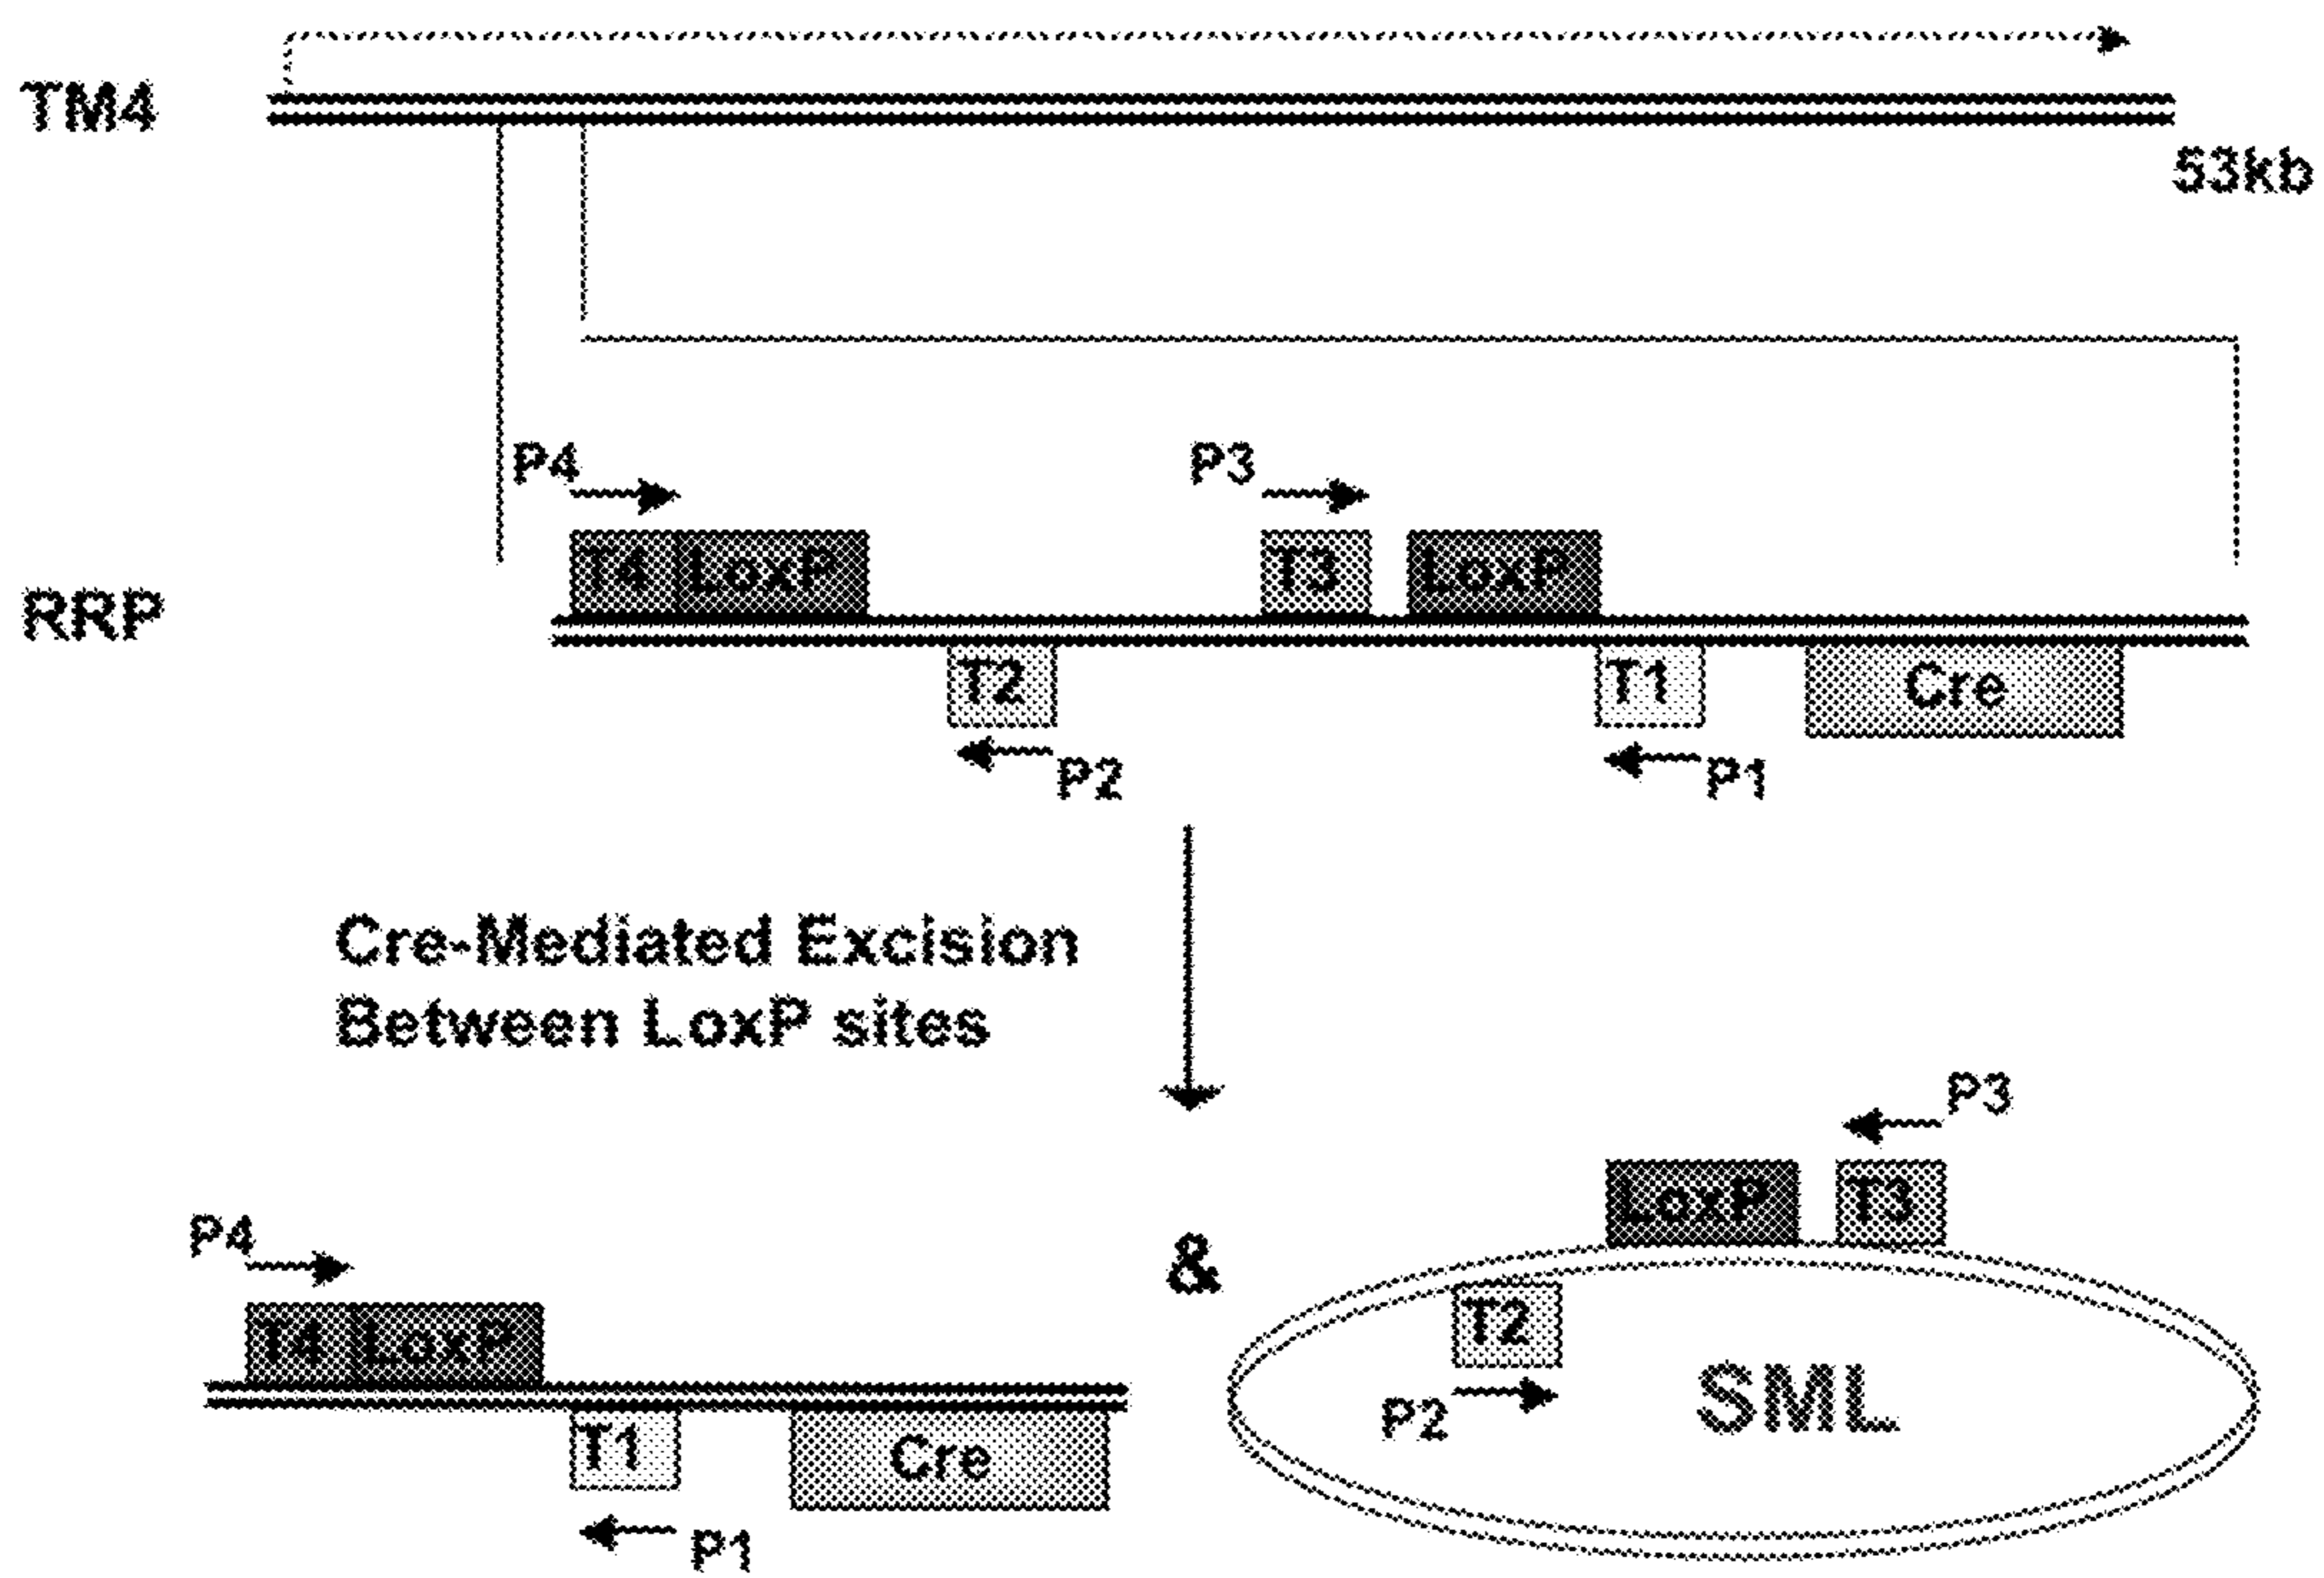 TM4
53kb
P4
P3
T4 LoxP
T3
LoxP
RRP
T2
T1
Cre
P2
P1
Cre-Mediated Excision
Between LoxP sites
P3
LoxP
T3
P4
&
T2
T4 LoxP
SML
P2
T1
Cre
P1